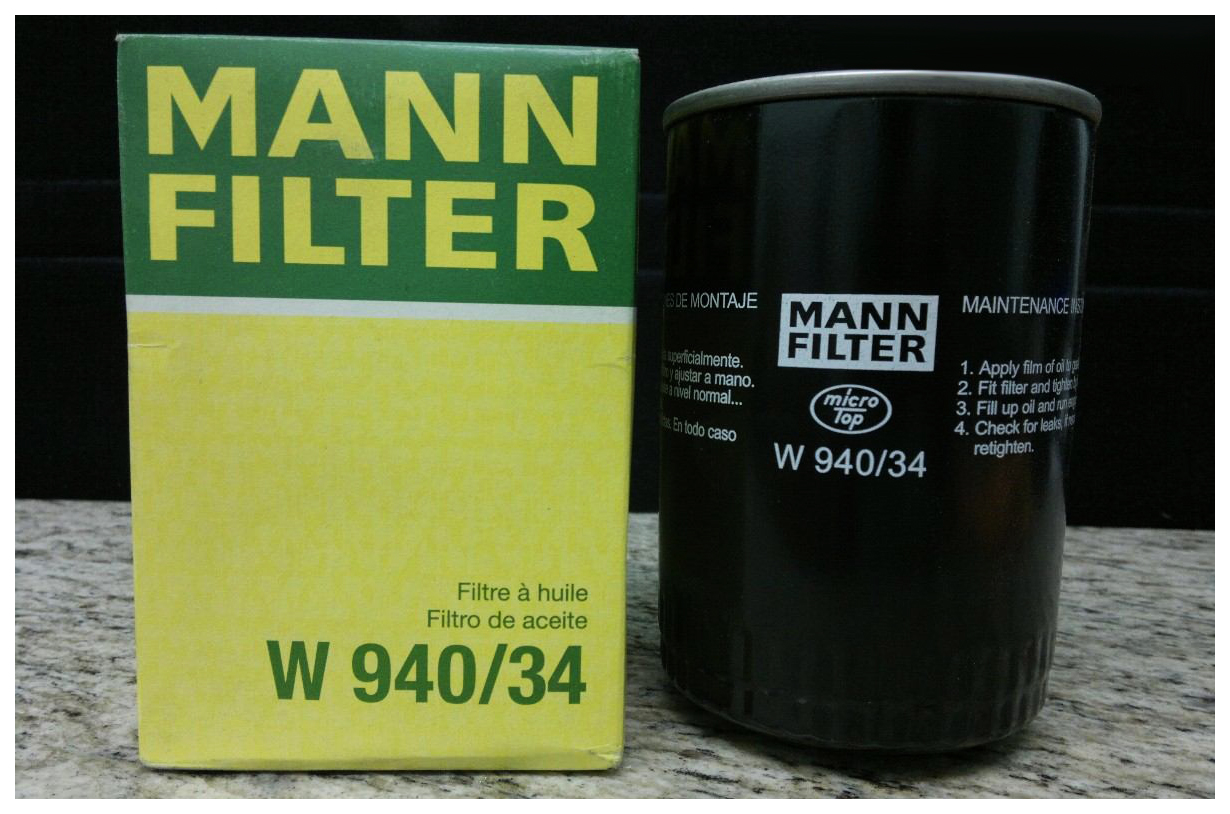 MANN
FILTER
Filtre à huile
Filtro de aceite
W 940/34
DE MONTAJE
superficialmente.
y ajustar a mano.
a nivel normal...
En todo caso
MANN
FILTER
micro
Top
W 940/34
MAINTENANCE
1. Apply film of oil to
2. Fit filter and tighten
3. Fill up oil and run
4. Check for leaks,
retighten.